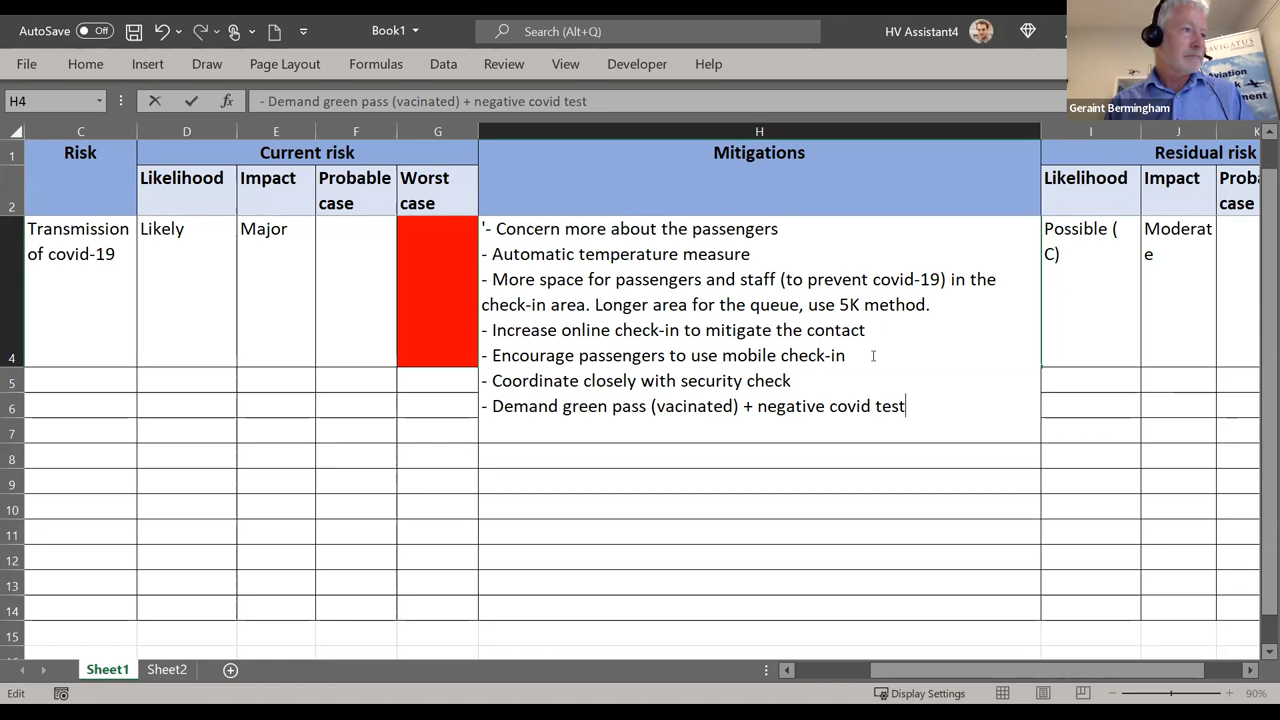 AutoSave Off Book1 Search (Alt+Q) HV Assistant4
File Home Insert Draw Page Layout Formulas Data Review View Developer Help
NAVIGATUS
Aviation
Geraint Bermingham
H4 fx - Demand green pass (vacinated) + negative covid test
C D E F G H I J K
1 Risk Current risk Mitigations Residual risk
2 Likelihood Impact Probable case Worst case Likelihood Impact Prob case
4 Transmission of covid-19 Likely Major
'- Concern more about the passengers
- Automatic temperature measure
- More space for passengers and staff (to prevent covid-19) in the
check-in area. Longer area for the queue, use 5K method.
- Increase online check-in to mitigate the contact
- Encourage passengers to use mobile check-in
- Coordinate closely with security check
- Demand green pass (vacinated) + negative covid test
Possible (C) Moderate
5
6
7
8
9
10
11
12
13
14
15
Sheet1 Sheet2
Edit Display Settings 90%